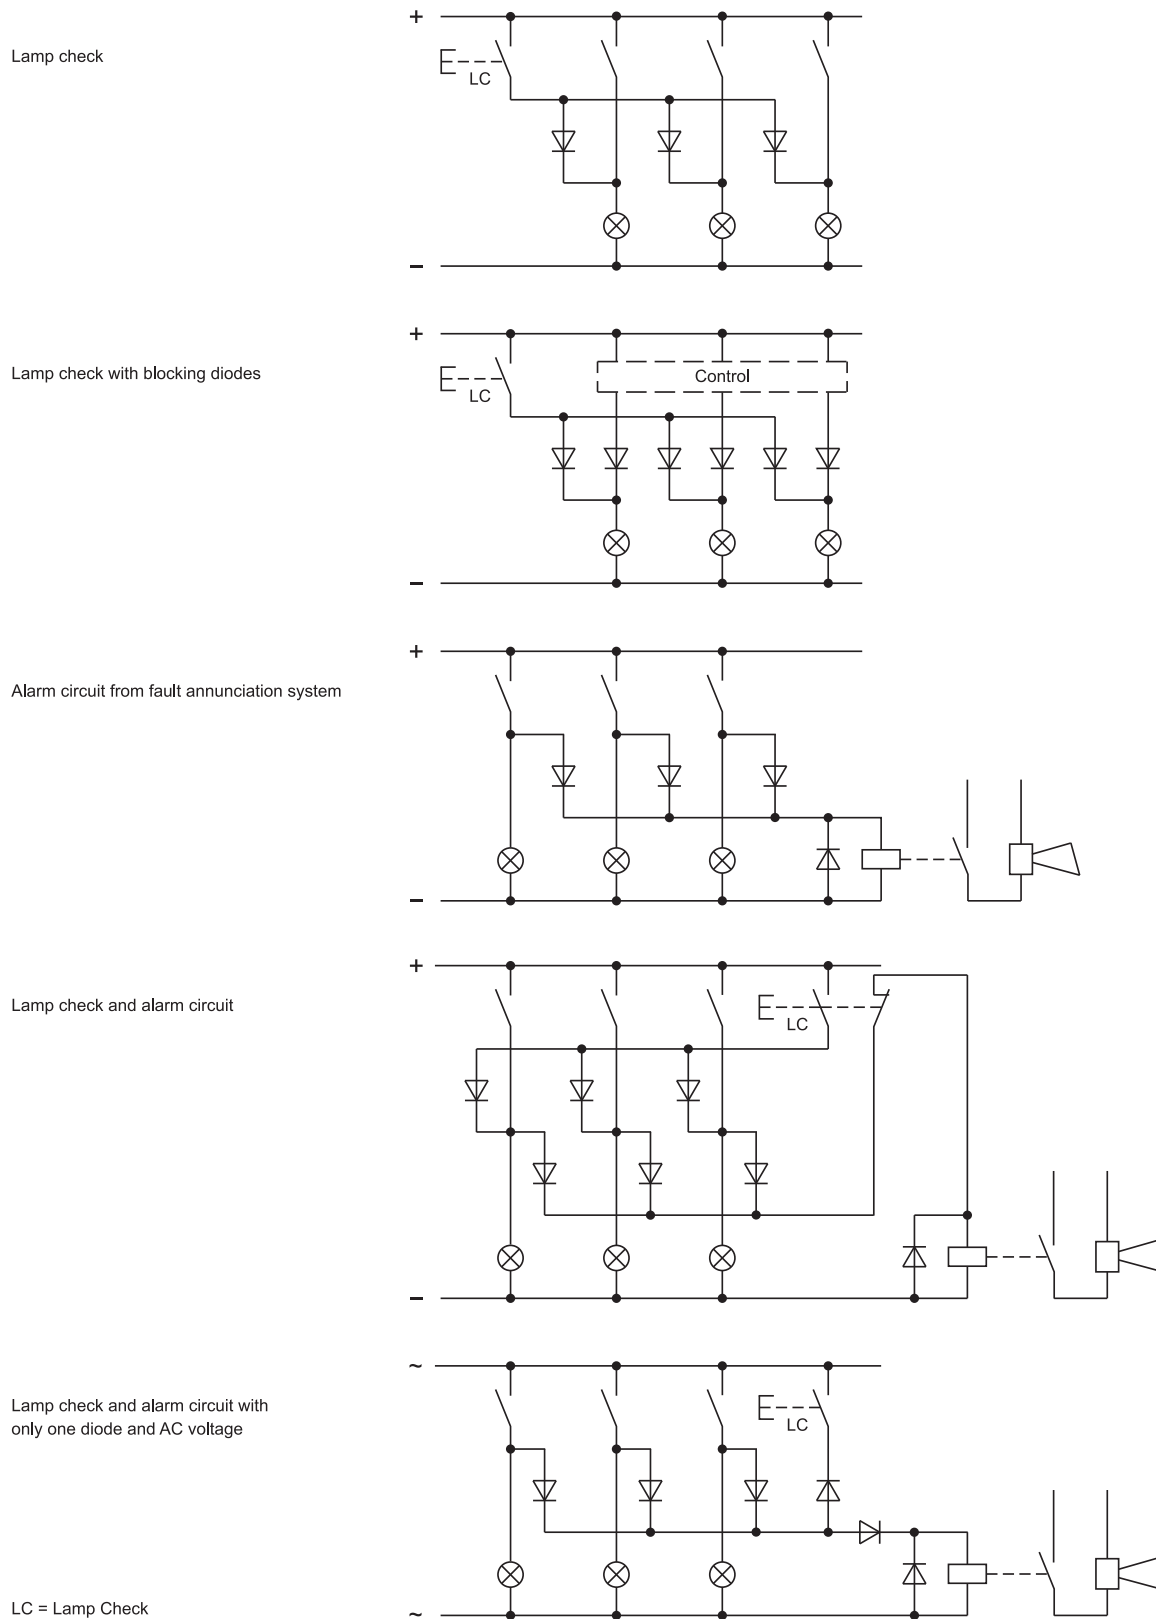 +
Lamp check
LC
−
+
Lamp check with blocking diodes
Control
LC
−
+
Alarm circuit from fault annunciation system
−
+
Lamp check and alarm circuit
LC
−
~
Lamp check and alarm circuit with
only one diode and AC voltage
LC
LC = Lamp Check
~